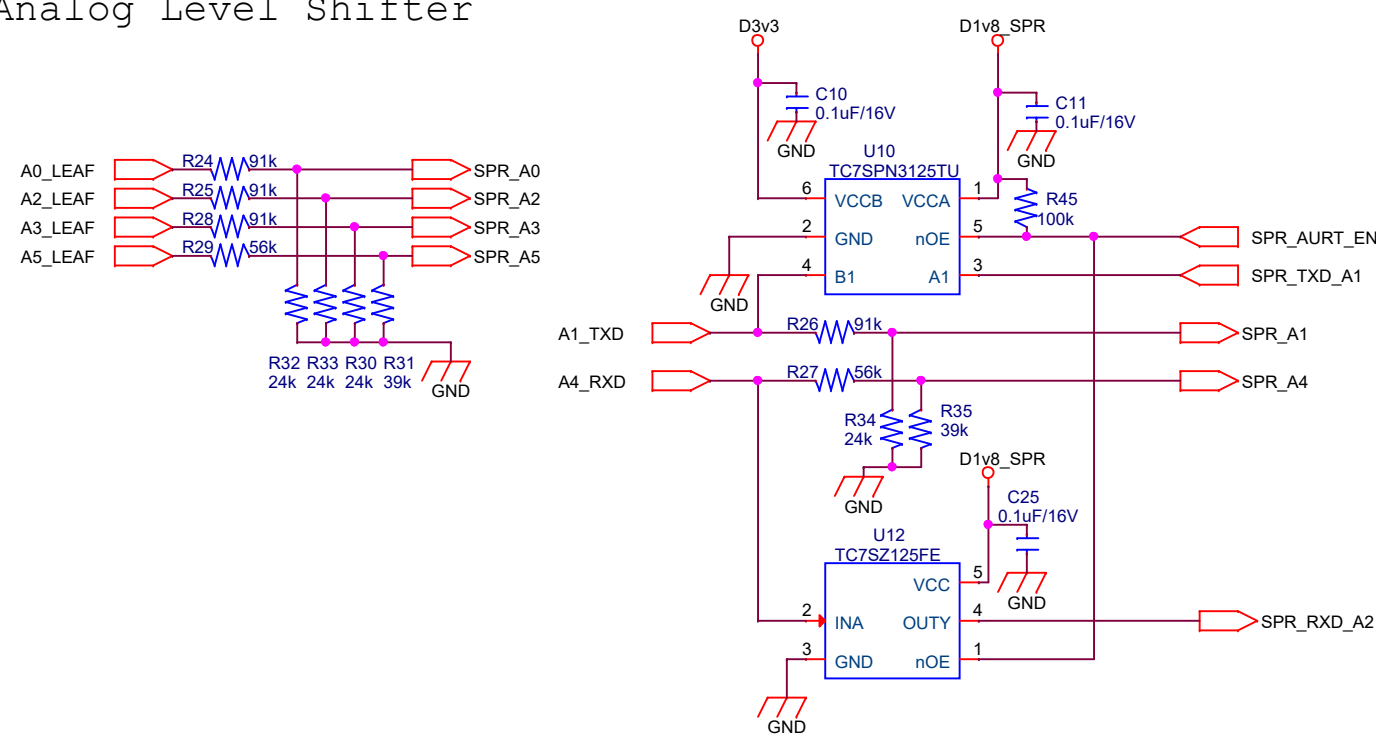 Analog Level Shifter
D3v3
D1v8_SPR
C10
0.1uF/16V
C11
0.1uF/16V
GND
GND
U10
TC7SPN3125TU
6 VCCB VCCA 1
R45
100k
2 GND nOE 5
SPR_AURT_EN
4 B1 A1 3
SPR_TXD_A1
GND
A0_LEAF R24 91k SPR_A0
A2_LEAF R25 91k SPR_A2
A3_LEAF R28 91k SPR_A3
A5_LEAF R29 56k SPR_A5
R32 R33 R30 R31
24k 24k 24k 39k
GND
A1_TXD R26 91k SPR_A1
A4_RXD R27 56k SPR_A4
R34
24k
R35
39k
GND
D1v8_SPR
C25
0.1uF/16V
GND
U12
TC7SZ125FE
VCC 5
2 INA OUTY 4
SPR_RXD_A2
3 GND nOE 1
GND